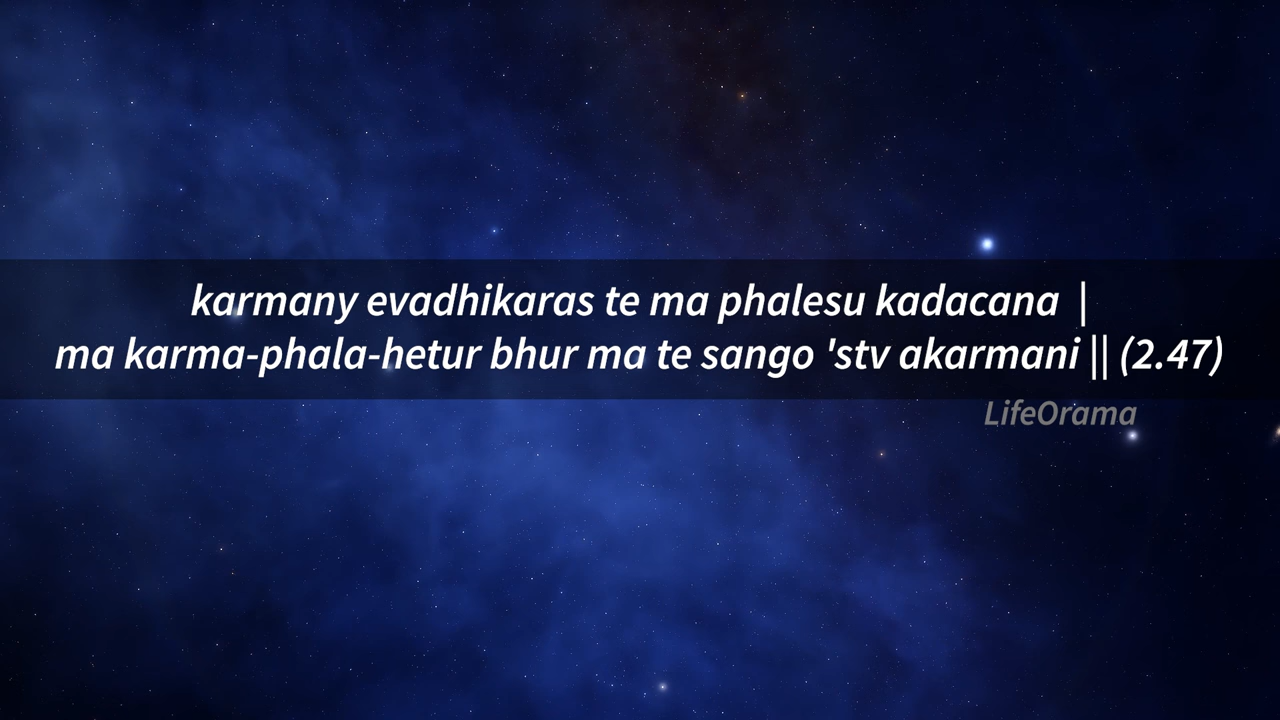 karmany evadhikaras te ma phalesu kadacana |
ma karma-phala-hetur bhur ma te sango 'stv akarmani || (2.47)
LifeOrama